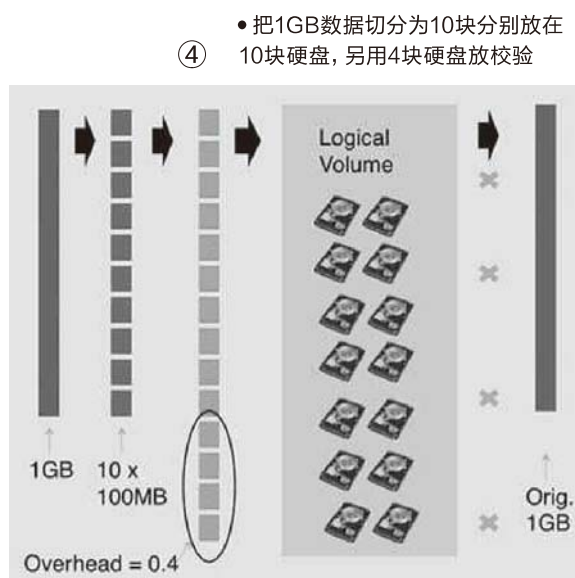 • 把1GB数据切分为10块分别放在
④ 10块硬盘, 另用4块硬盘放校验
Logical
Volume
1GB
10 x
100MB
Orig.
1GB
Overhead = 0.4